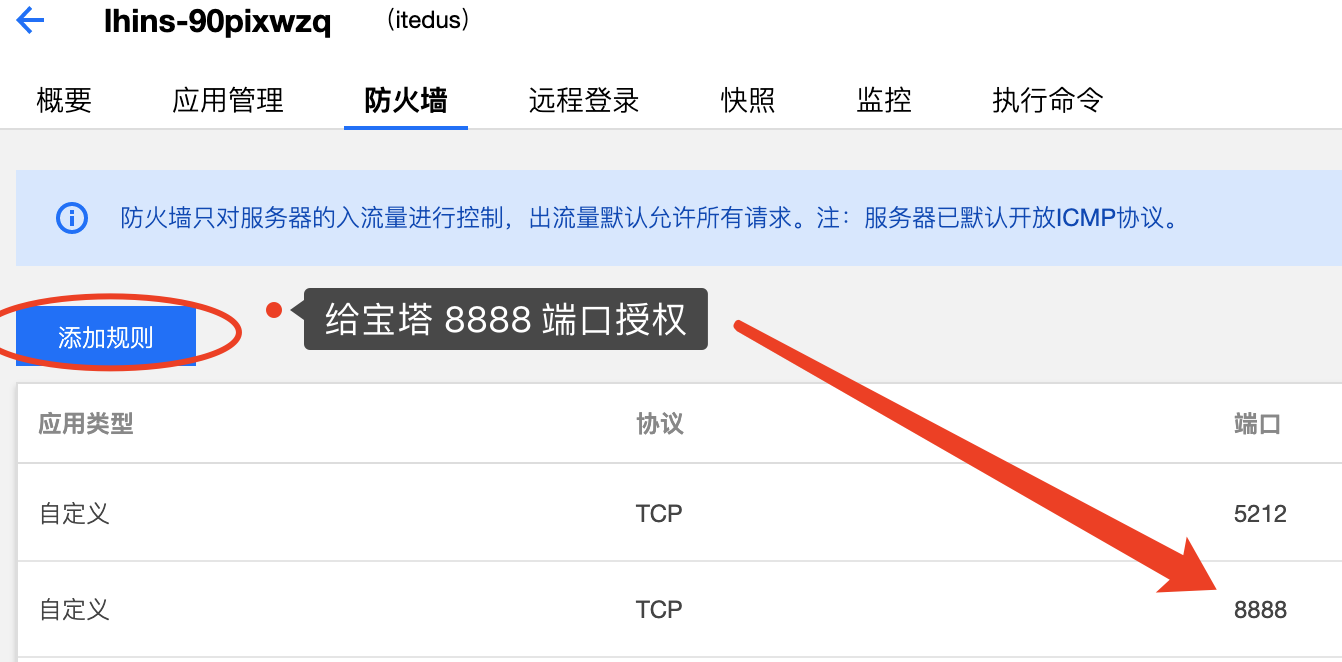 lhins-90pixwzq （itedus）
概要 应用管理 防火墙 远程登录 快照 监控 执行命令
防火墙只对服务器的入流量进行控制，出流量默认允许所有请求。注：服务器已默认开放ICMP协议。
添加规则 给宝塔 8888 端口授权
应用类型 协议 端口
自定义 TCP 5212
自定义 TCP 8888